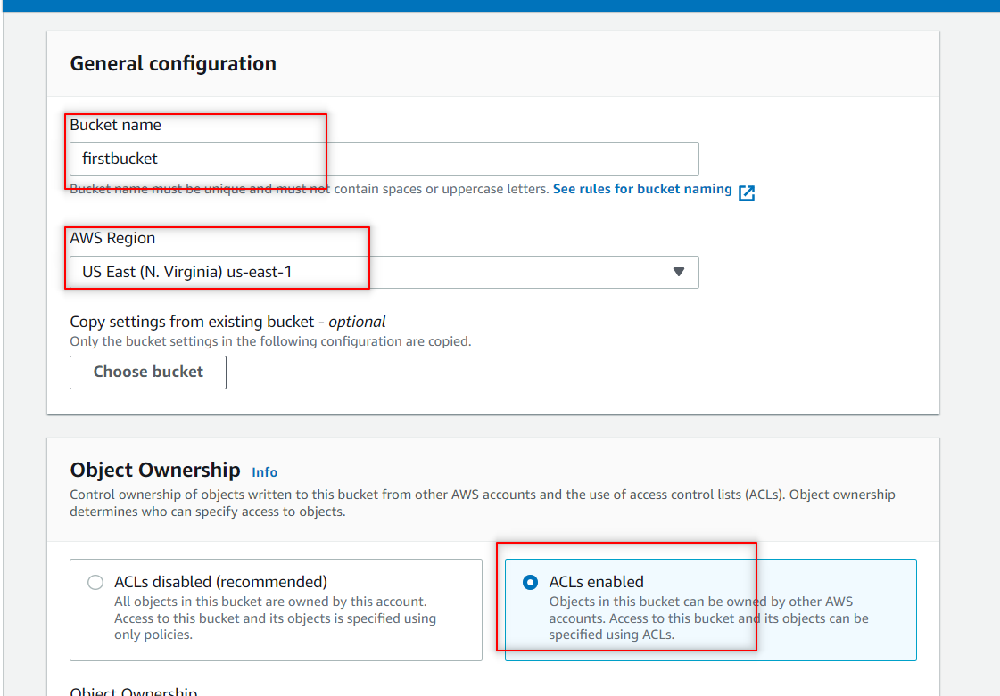 General configuration
Bucket name
firstbucket
Bucket name must be unique and must not contain spaces or uppercase letters. See rules for bucket naming
AWS Region
US East (N. Virginia) us-east-1
Copy settings from existing bucket - optional
Only the bucket settings in the following configuration are copied.
Choose bucket
Object Ownership Info
Control ownership of objects written to this bucket from other AWS accounts and the use of access control lists (ACLs). Object ownership
determines who can specify access to objects.
ACLs disabled (recommended)
All objects in this bucket are owned by this account.
Access to this bucket and its objects is specified using
only policies.
ACLs enabled
Objects in this bucket can be owned by other AWS
accounts. Access to this bucket and its objects can be
specified using ACLs.
Object Ownership